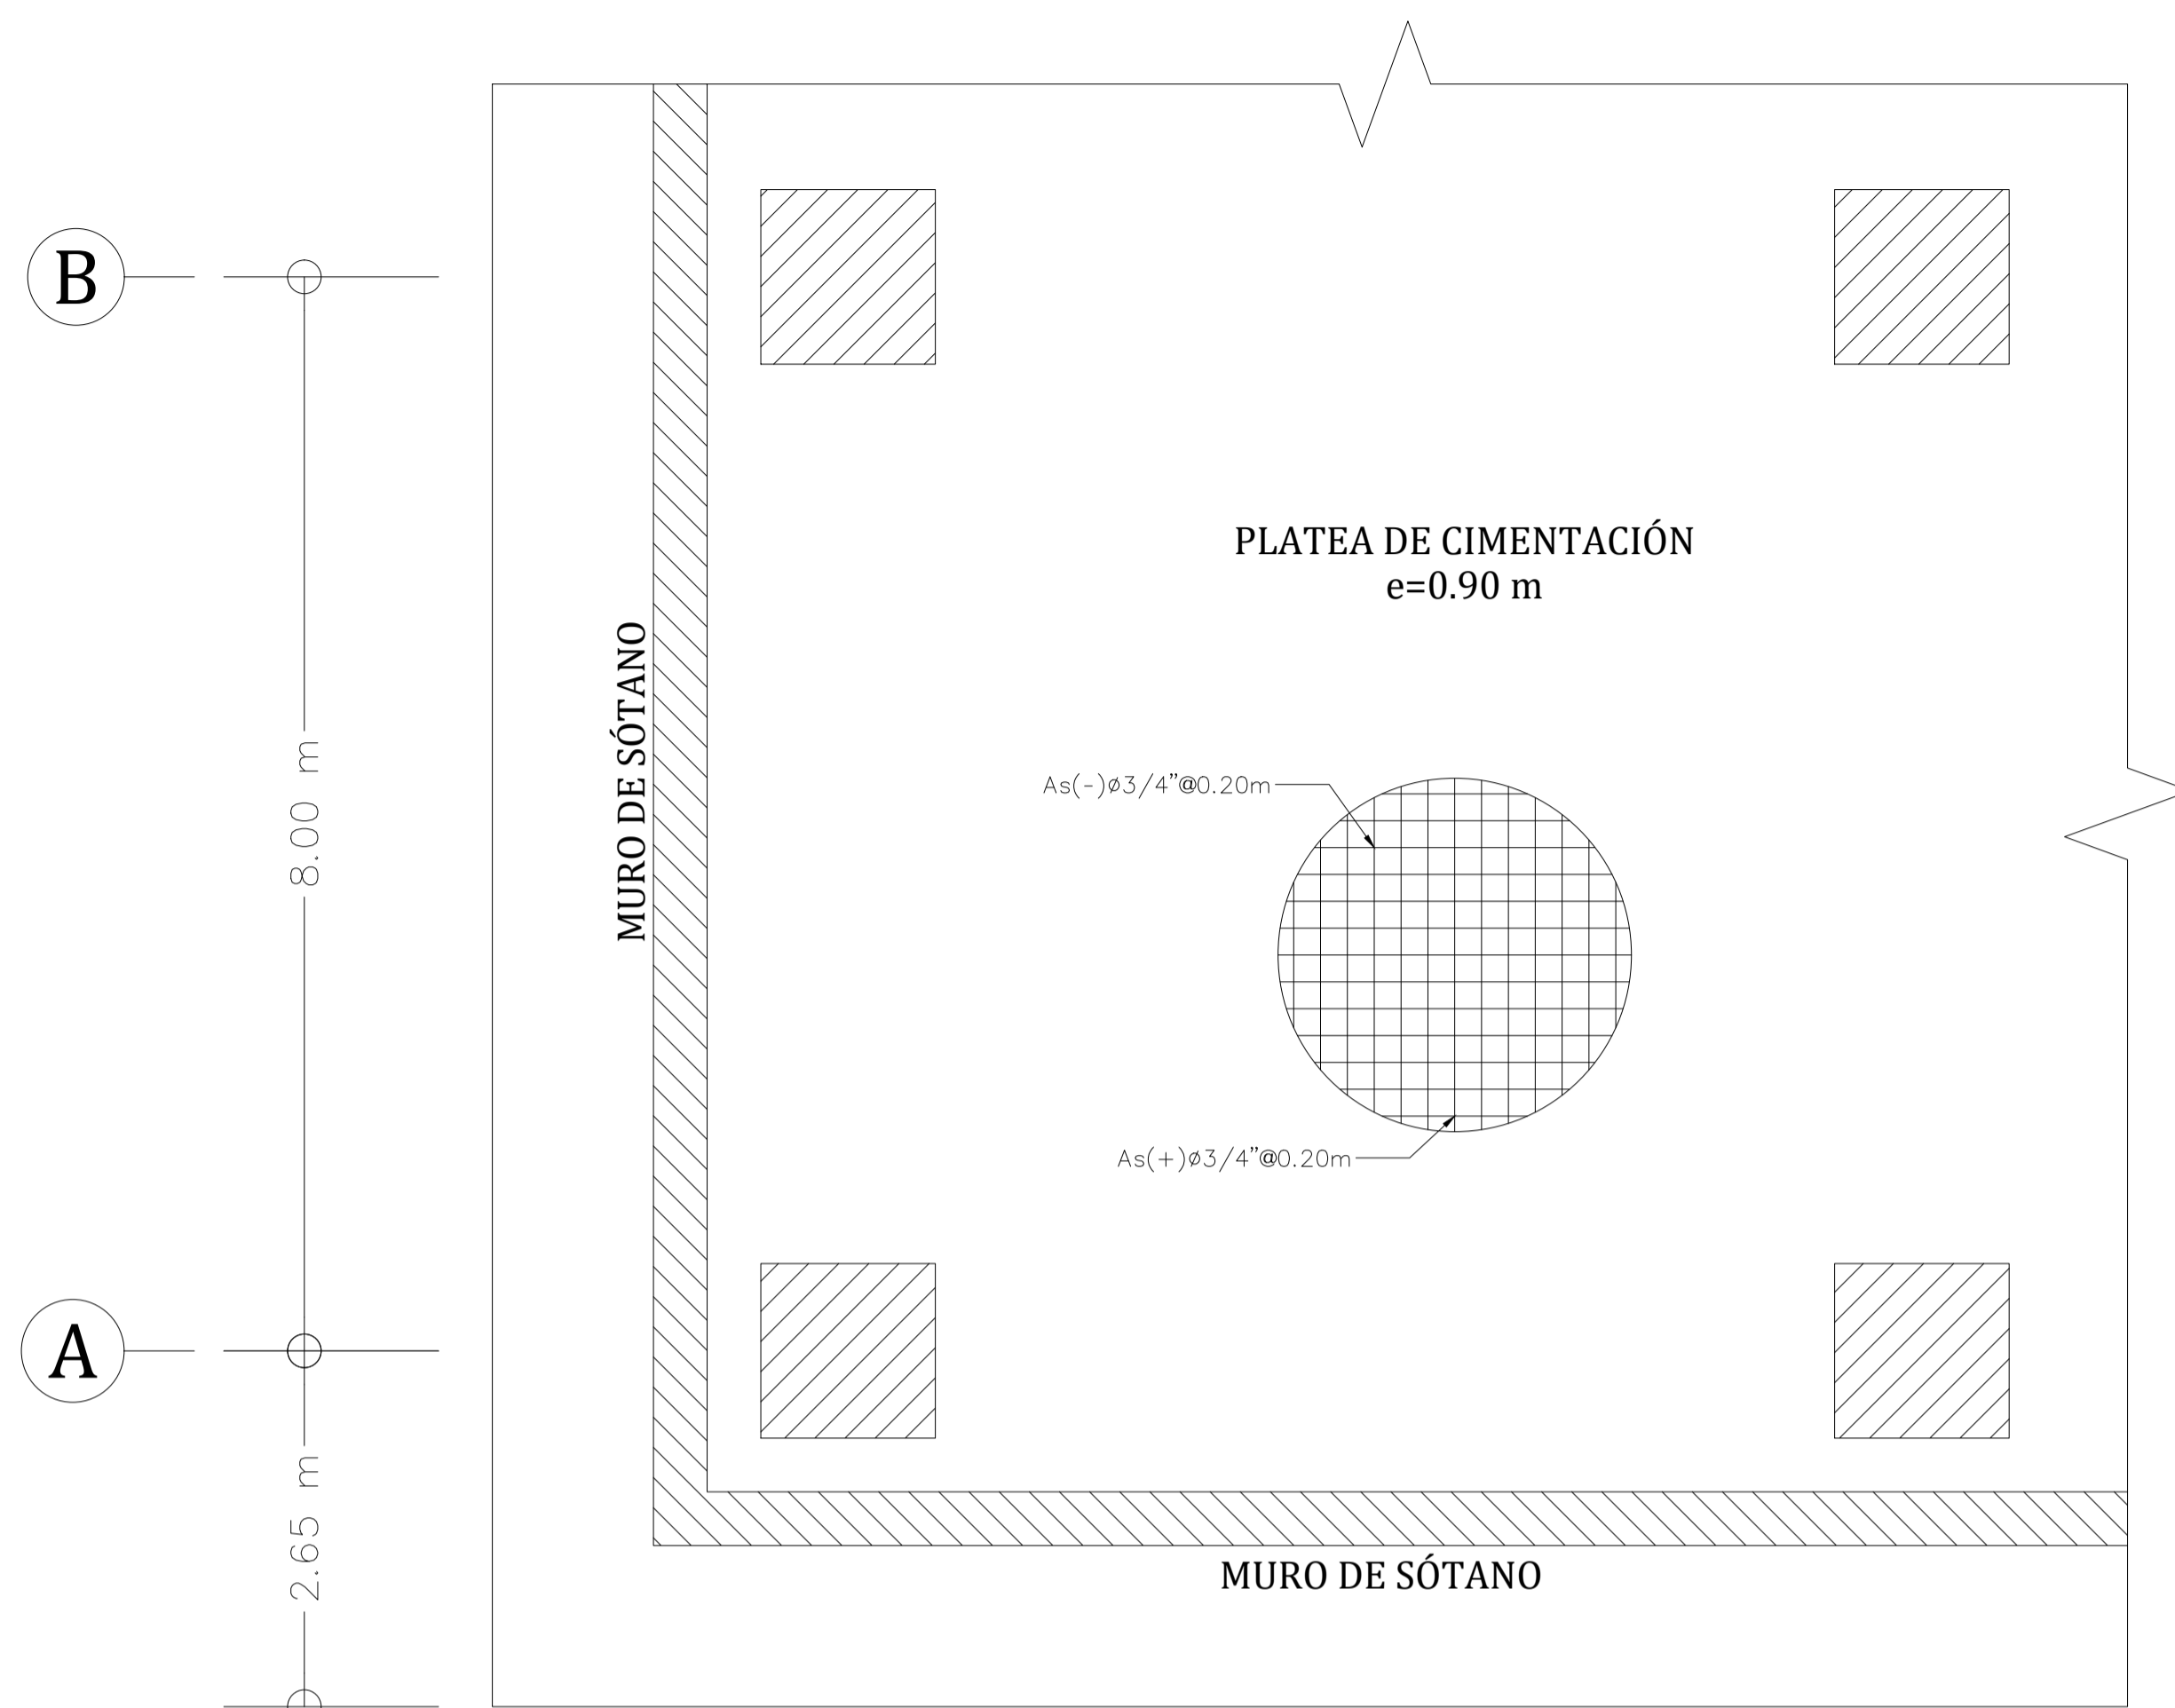 B
PLATEA DE CIMENTACIÓN
e=0.90 m
MURO DE SÓTANO
8.00 m
As(-)ø3/4”@0.20m
As(+)ø3/4”@0.20m
A
2.65 m
MURO DE SÓTANO